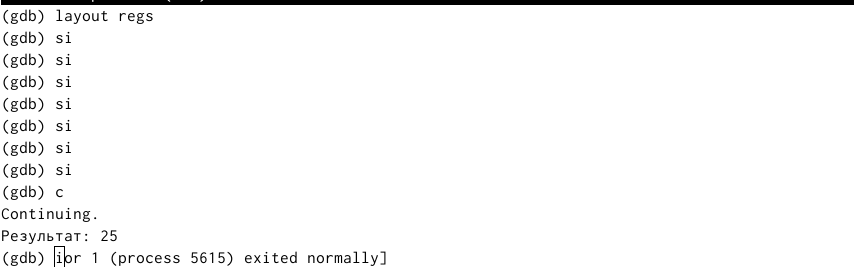 (gdb) layout regs
(gdb) si
(gdb) si
(gdb) si
(gdb) si
(gdb) si
(gdb) si
(gdb) si
(gdb) c
Continuing.
Результат: 25
(gdb) ior 1 (process 5615) exited normally]